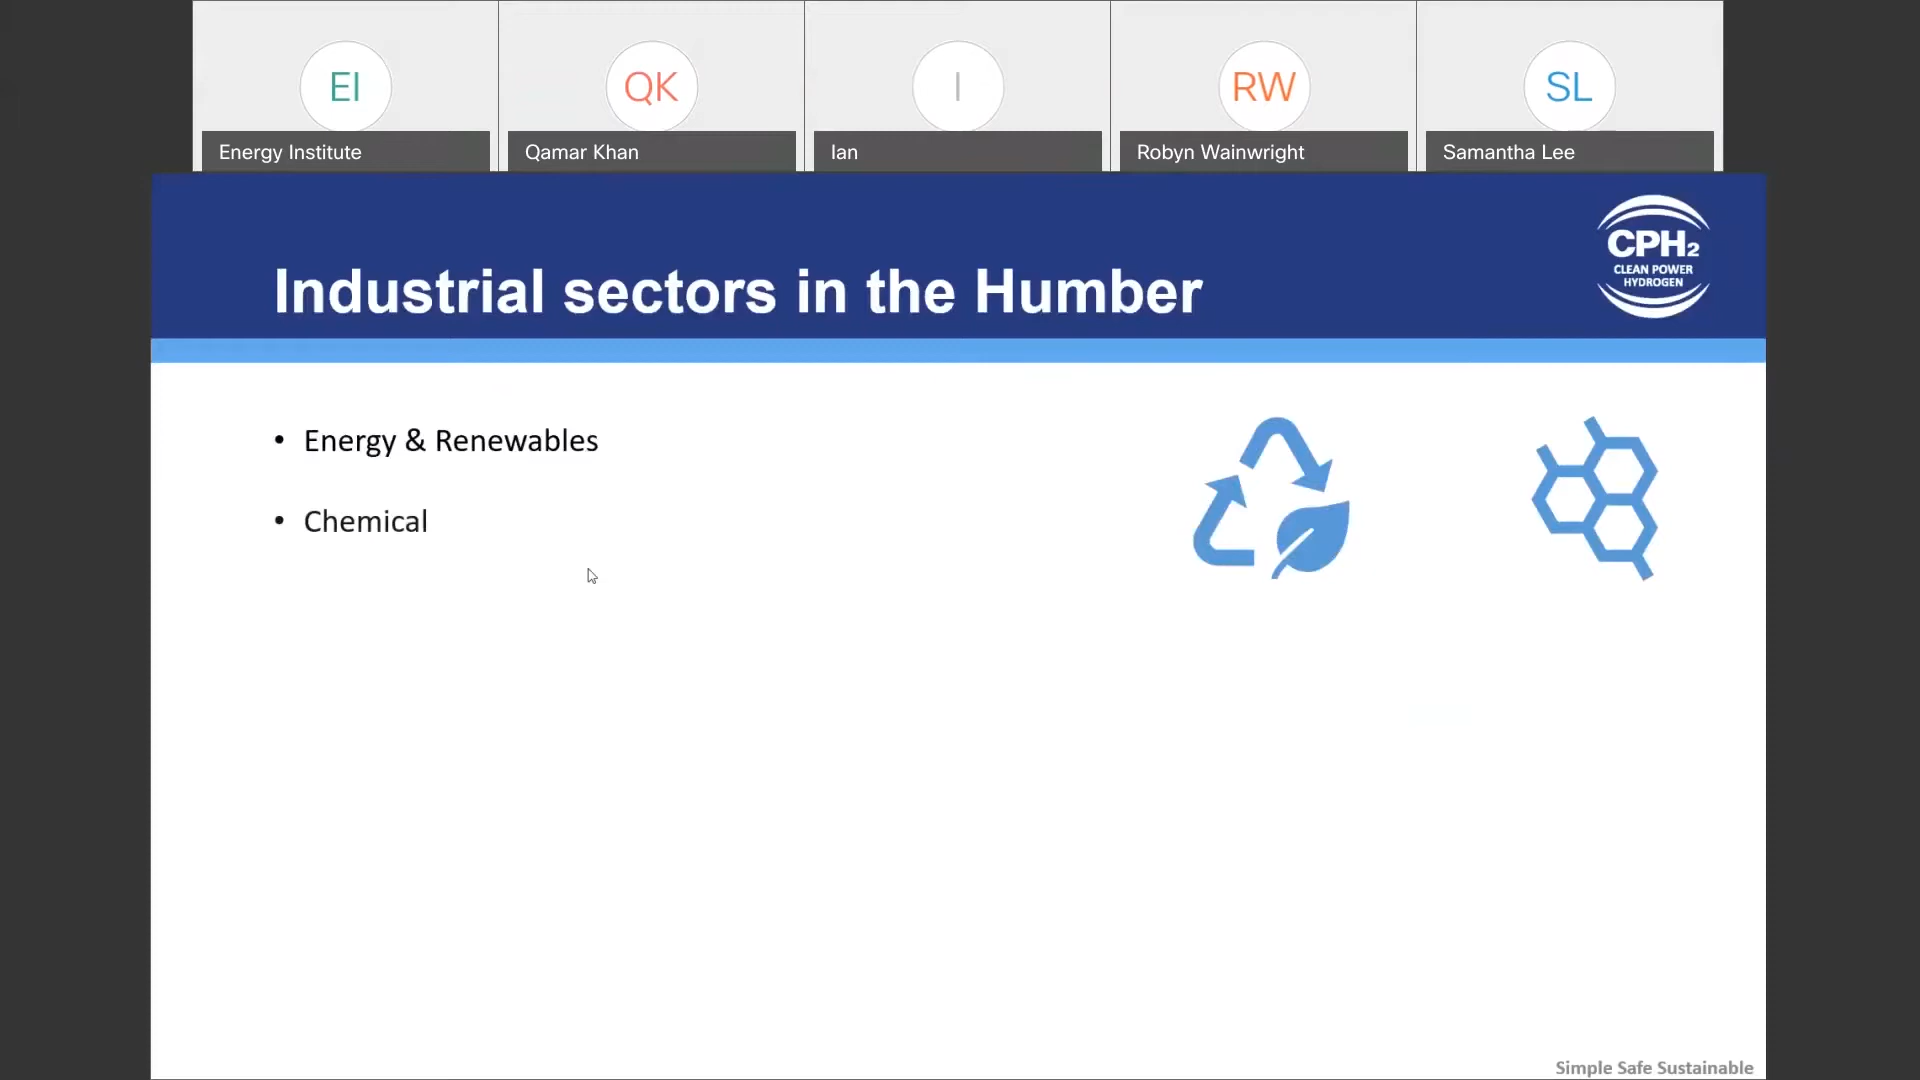 EI
QK
I
RW
SL
Energy Institute
Qamar Khan
Ian
Robyn Wainwright
Samantha Lee
Industrial sectors in the Humber
CPH2
CLEAN POWER
HYDROGEN
• Energy & Renewables
• Chemical
Simple Safe Sustainable